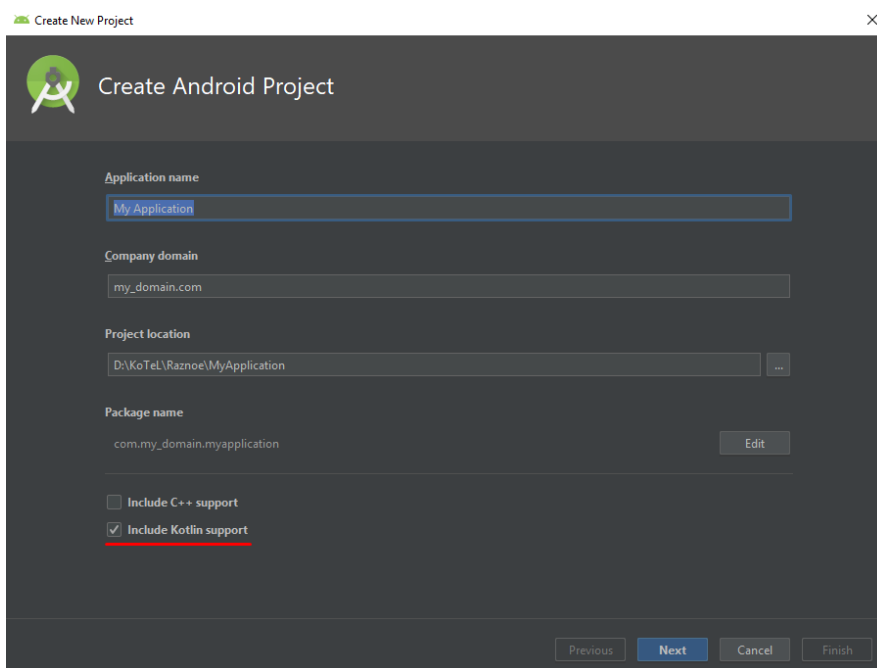 Create New Project
Create Android Project
Application name
My Application
Company domain
my_domain.com
Project location
D:\KoTeL\Raznoe\MyApplication
...
Package name
com.my_domain.myapplication
Edit
Include C++ support
Include Kotlin support
Previous Next Cancel Finish